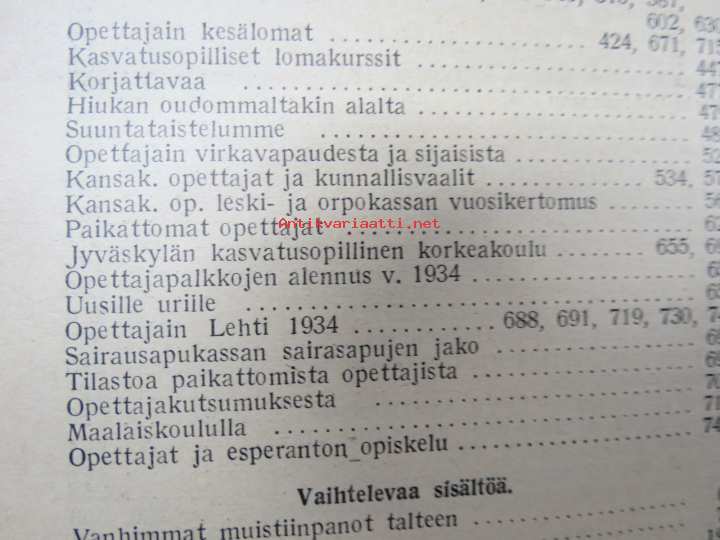 602,
Opettajain kesälomat . . . . . . . . . . . . . . . . 424, 671,
Kasvatusopilliset lomakurssit . . . . . . . . . . . . . . . . 447
Korjattavaa . . . . . . . . . . . . . . . . 477
Hiukan oudommaltakin alalta . . . . . . . . . . . . . . . .
Suuntataistelumme . . . . . . . . . . . . . . . .
Opettajain virkavapaudesta ja sijaisista . . . . . . . . . . . .
Kansak. opettajat ja kunnallisvaalit . . . . . . . . . . 534,
Kansak. op. leski- ja orpokassan vuosikertomus . . . . . . . .
Paikattomat opettajat . . . . . . . . . . . . . . . .
Antikvariaatti.net
Jyväskylän kasvatusopillinen korkeakoulu . . . . . . 655,
Opettajapalkkojen alennus v. 1934 . . . . . . . . . . . .
Uusille uriille . . . . . . . . . . . . . . . .
Opettajain Lehti 1934 . . . . . . . . . . 688, 691, 719, 730,
Sairausapukassan sairasapujen jako . . . . . . . . . . . .
Tilastoa paikattomista opettajista . . . . . . . . . . . .
Opettajakutsumuksesta . . . . . . . . . . . . . . . .
Maalaiskoululla . . . . . . . . . . . . . . . .
Opettajat ja esperanton opiskelu . . . . . . . . . . . .
Vaihtelevaa sisältöä.
Vanhimmat muistiinpanot talteen . . . . . . . . . . . .